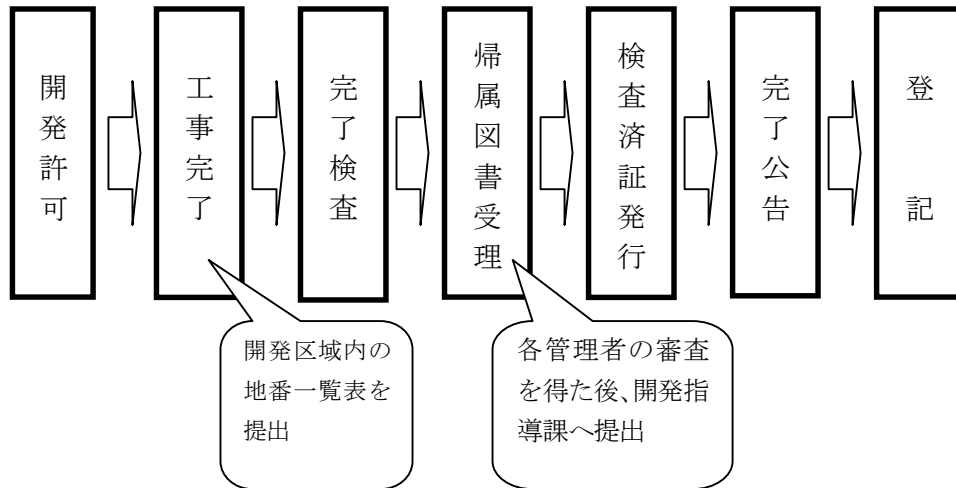 開発許可
工事完了
完了検査
帰属図書受理
検査済証発行
完了公告
登記
開発区域内の
地番一覧表を
提出
各管理者の審査
を得た後、開発指
導課へ提出